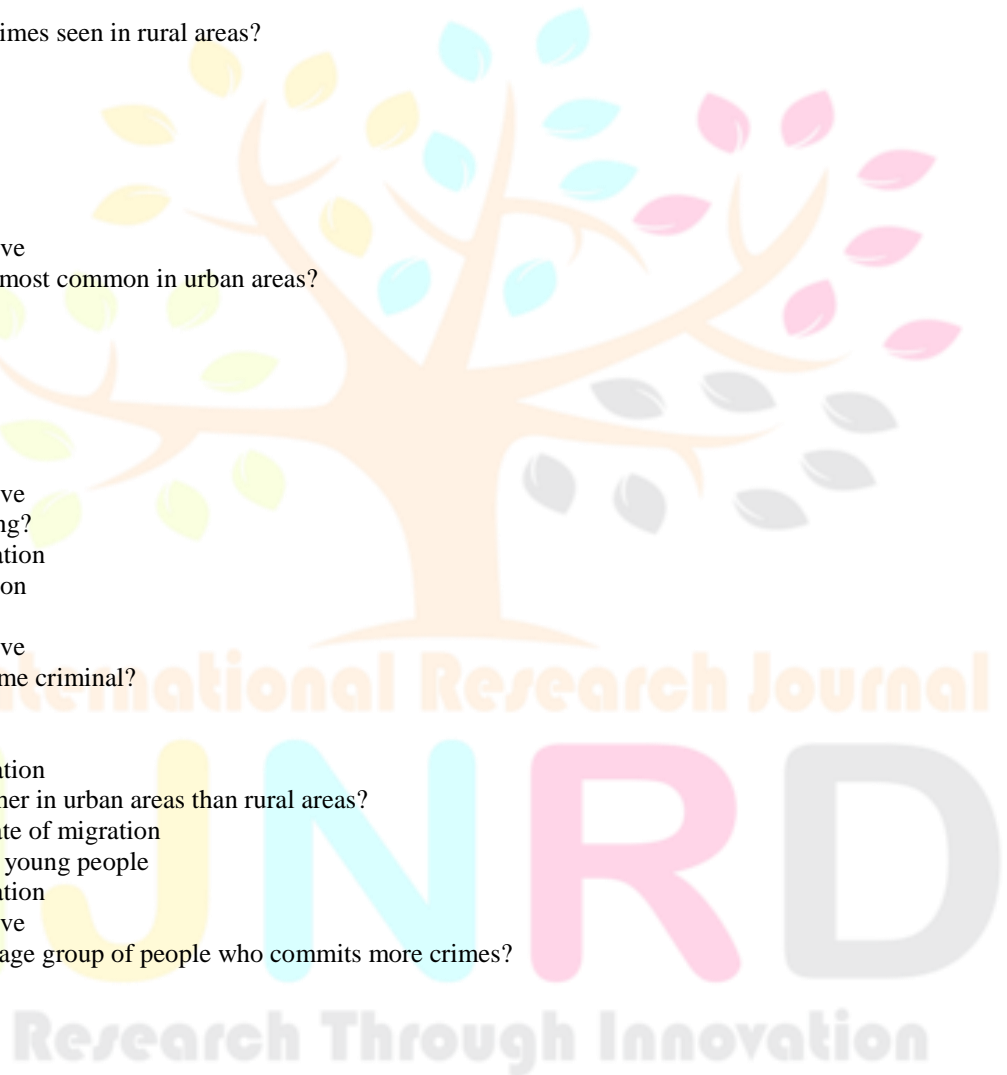 imes seen in rural areas?
ve
most common in urban areas?
ve
ng?
ation
on
ve
me criminal?
ation
her in urban areas than rural areas?
ate of migration
young people
ation
ve
age group of people who commits more crimes?
International Research Journal
IJNRD
Research Through Innovation